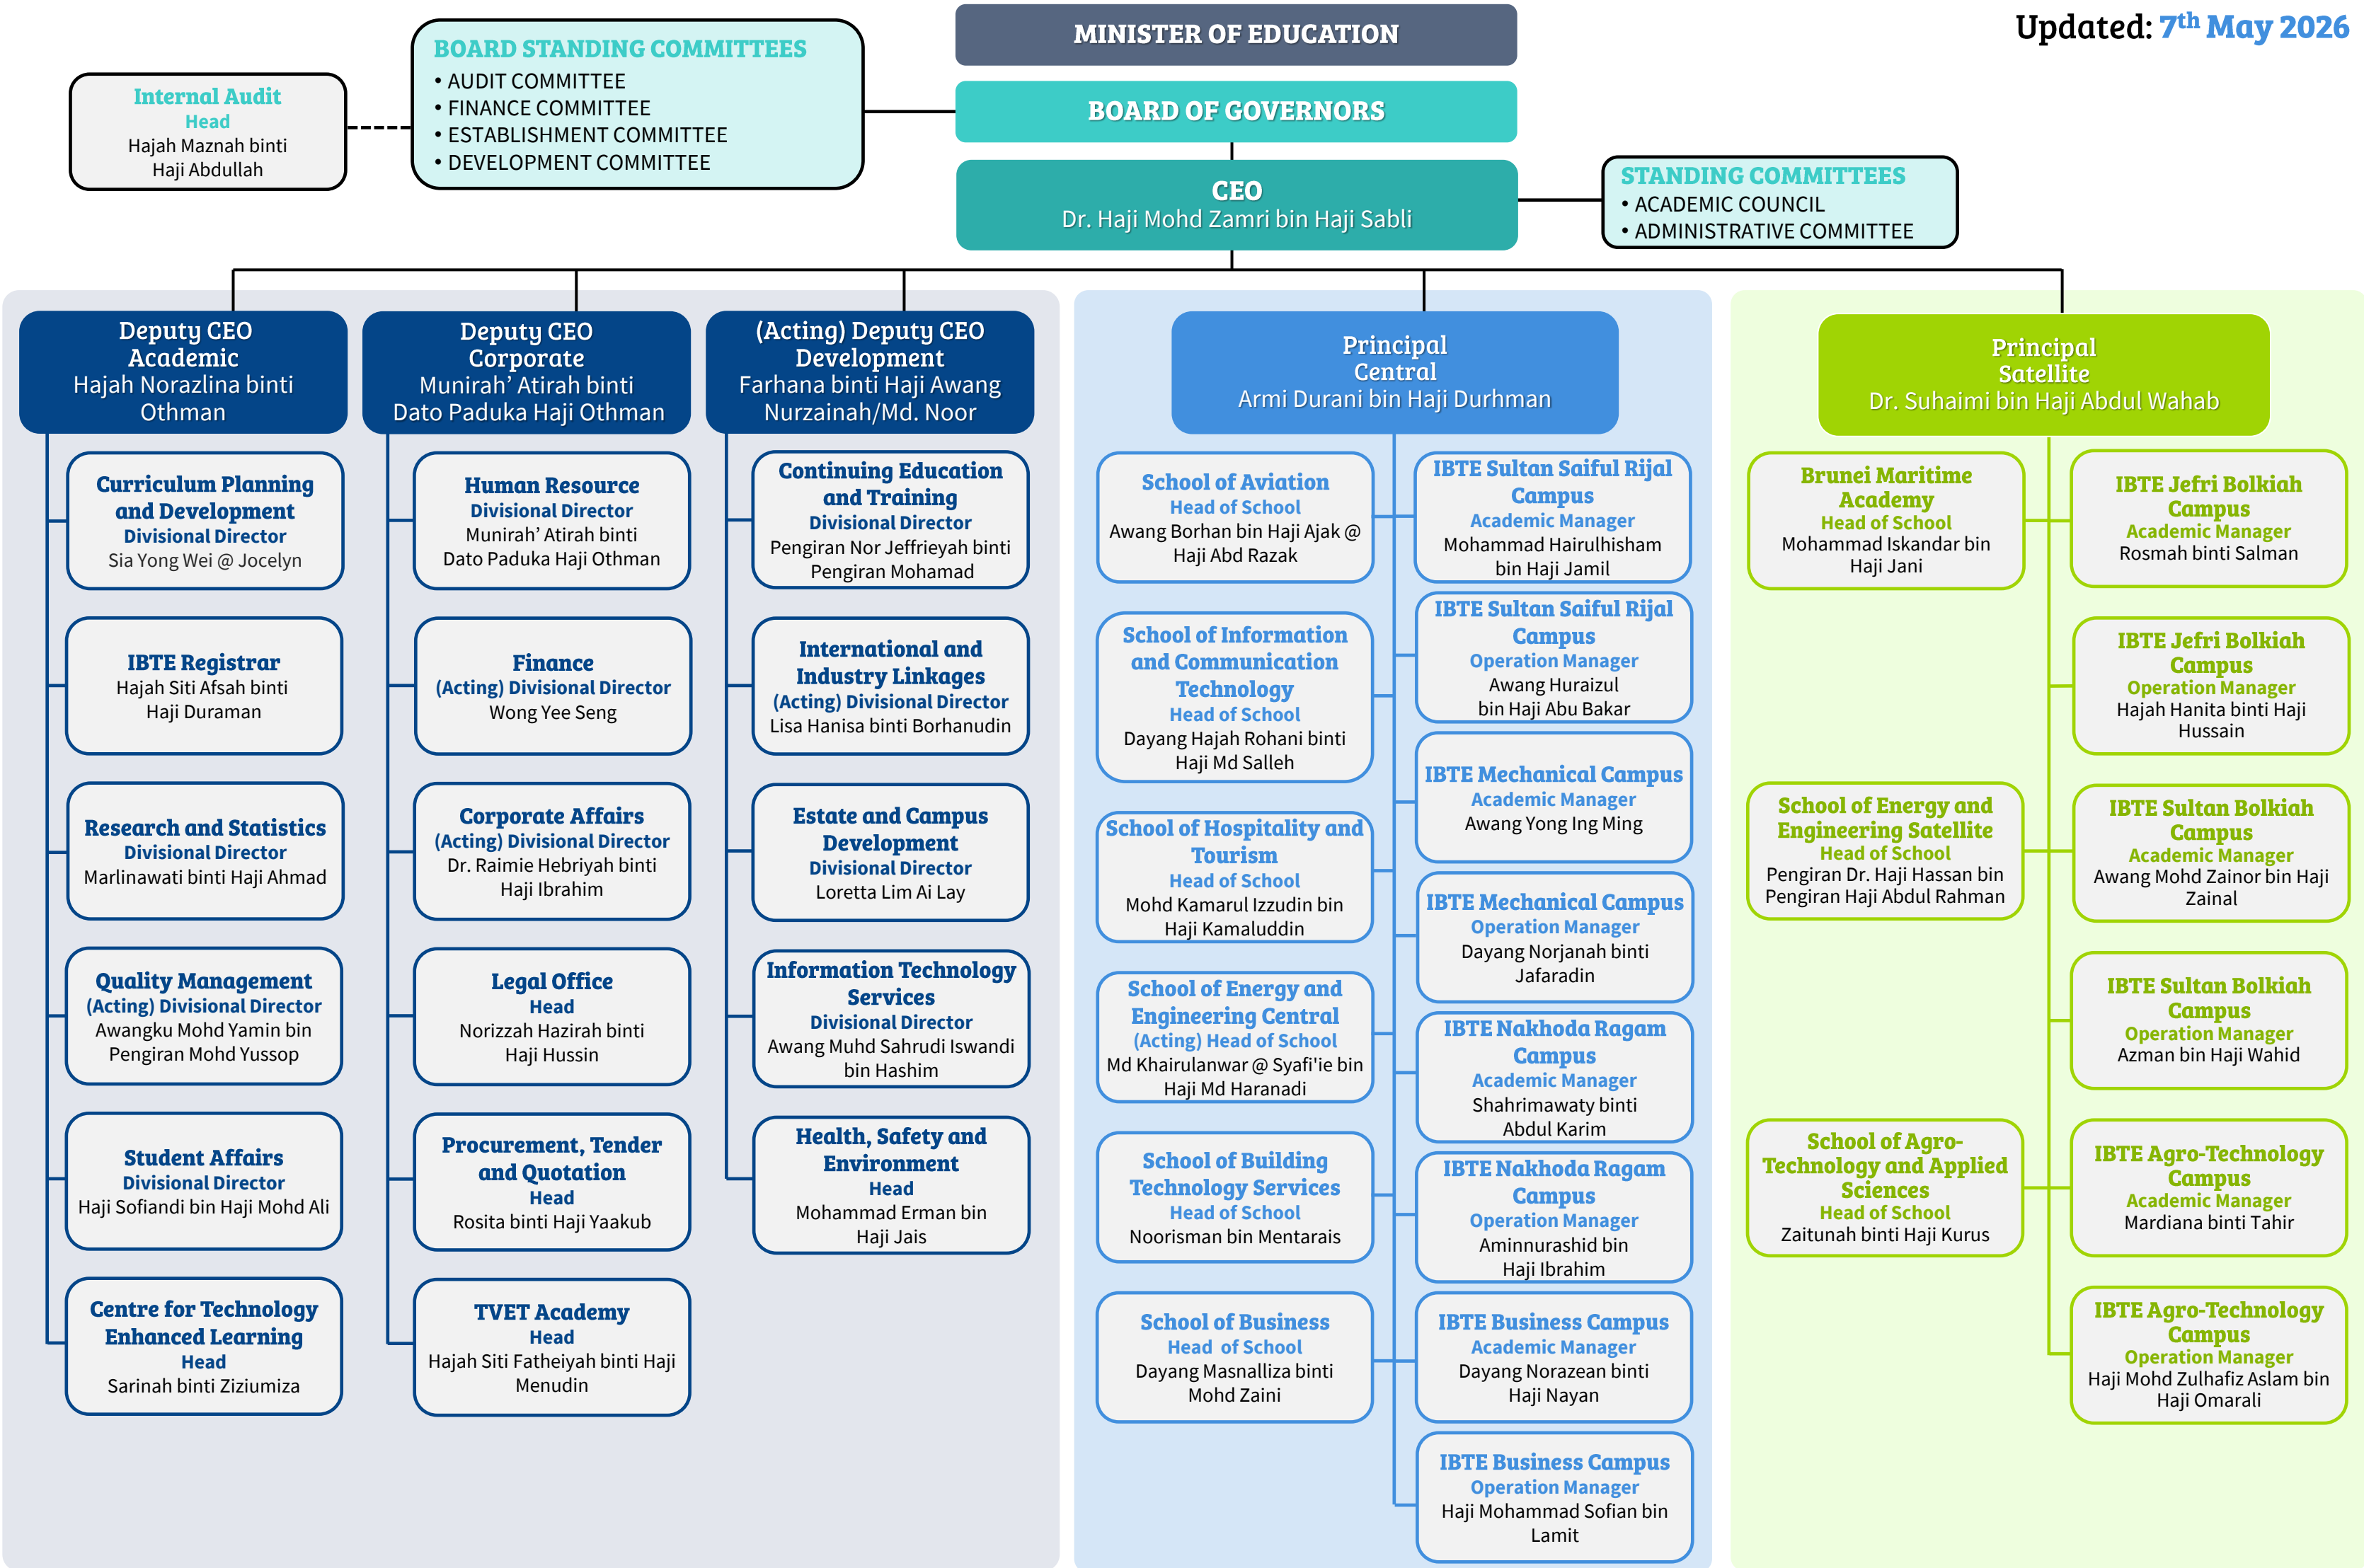 Updated: 7th May 2026
MINISTER OF EDUCATION
BOARD OF GOVERNORS
CEO
Dr. Haji Mohd Zamri bin Haji Sabli
BOARD STANDING COMMITTEES
• AUDIT COMMITTEE
• FINANCE COMMITTEE
• ESTABLISHMENT COMMITTEE
• DEVELOPMENT COMMITTEE
Internal Audit
Head
Hajah Maznah binti
Haji Abdullah
STANDING COMMITTEES
• ACADEMIC COUNCIL
• ADMINISTRATIVE COMMITTEE
Deputy CEO
Academic
Hajah Norazlina binti
Othman
Curriculum Planning
and Development
Divisional Director
Sia Yong Wei @ Jocelyn
IBTE Registrar
Hajah Siti Afsah binti
Haji Duraman
Research and Statistics
Divisional Director
Marlinawati binti Haji Ahmad
Quality Management
(Acting) Divisional Director
Awangku Mohd Yamin bin
Pengiran Mohd Yussop
Student Affairs
Divisional Director
Haji Sofiandi bin Haji Mohd Ali
Centre for Technology
Enhanced Learning
Head
Sarinah binti Ziziumiza
Deputy CEO
Corporate
Munirah’ Atirah binti
Dato Paduka Haji Othman
Human Resource
Divisional Director
Munirah’ Atirah binti
Dato Paduka Haji Othman
Finance
(Acting) Divisional Director
Wong Yee Seng
Corporate Affairs
(Acting) Divisional Director
Dr. Raimie Hebriyah binti
Haji Ibrahim
Legal Office
Head
Norizzah Hazirah binti
Haji Hussin
Procurement, Tender
and Quotation
Head
Rosita binti Haji Yaakub
TVET Academy
Head
Hajah Siti Fatheiyah binti Haji
Menudin
(Acting) Deputy CEO
Development
Farhana binti Haji Awang
Nurzainah/Md. Noor
Continuing Education
and Training
Divisional Director
Pengiran Nor Jeffrieyah binti
Pengiran Mohamad
International and
Industry Linkages
(Acting) Divisional Director
Lisa Hanisa binti Borhanudin
Estate and Campus
Development
Divisional Director
Loretta Lim Ai Lay
Information Technology
Services
Divisional Director
Awang Muhd Sahrudi Iswandi
bin Hashim
Health, Safety and
Environment
Head
Mohammad Erman bin
Haji Jais
Principal
Central
Armi Durani bin Haji Durhman
School of Aviation
Head of School
Awang Borhan bin Haji Ajak @
Haji Abd Razak
School of Information
and Communication
Technology
Head of School
Dayang Hajah Rohani binti
Haji Md Salleh
School of Hospitality and
Tourism
Head of School
Mohd Kamarul Izzudin bin
Haji Kamaluddin
School of Energy and
Engineering Central
(Acting) Head of School
Md Khairulanwar @ Syafi'ie bin
Haji Md Haranadi
School of Building
Technology Services
Head of School
Noorisman bin Mentarais
School of Business
Head of School
Dayang Masnalliza binti
Mohd Zaini
IBTE Sultan Saiful Rijal
Campus
Academic Manager
Mohammad Hairulhisham
bin Haji Jamil
IBTE Sultan Saiful Rijal
Campus
Operation Manager
Awang Huraizul
bin Haji Abu Bakar
IBTE Mechanical Campus
Academic Manager
Awang Yong Ing Ming
IBTE Mechanical Campus
Operation Manager
Dayang Norjanah binti
Jafaradin
IBTE Nakhoda Ragam
Campus
Academic Manager
Shahrimawaty binti
Abdul Karim
IBTE Nakhoda Ragam
Campus
Operation Manager
Aminnurashid bin
Haji Ibrahim
IBTE Business Campus
Academic Manager
Dayang Norazean binti
Haji Nayan
IBTE Business Campus
Operation Manager
Haji Mohammad Sofian bin
Lamit
Principal
Satellite
Dr. Suhaimi bin Haji Abdul Wahab
Brunei Maritime
Academy
Head of School
Mohammad Iskandar bin
Haji Jani
School of Energy and
Engineering Satellite
Head of School
Pengiran Dr. Haji Hassan bin
Pengiran Haji Abdul Rahman
School of Agro-
Technology and Applied
Sciences
Head of School
Zaitunah binti Haji Kurus
IBTE Jefri Bolkiah
Campus
Academic Manager
Rosmah binti Salman
IBTE Jefri Bolkiah
Campus
Operation Manager
Hajah Hanita binti Haji
Hussain
IBTE Sultan Bolkiah
Campus
Academic Manager
Awang Mohd Zainor bin Haji
Zainal
IBTE Sultan Bolkiah
Campus
Operation Manager
Azman bin Haji Wahid
IBTE Agro-Technology
Campus
Academic Manager
Mardiana binti Tahir
IBTE Agro-Technology
Campus
Operation Manager
Haji Mohd Zulhafiz Aslam bin
Haji Omarali